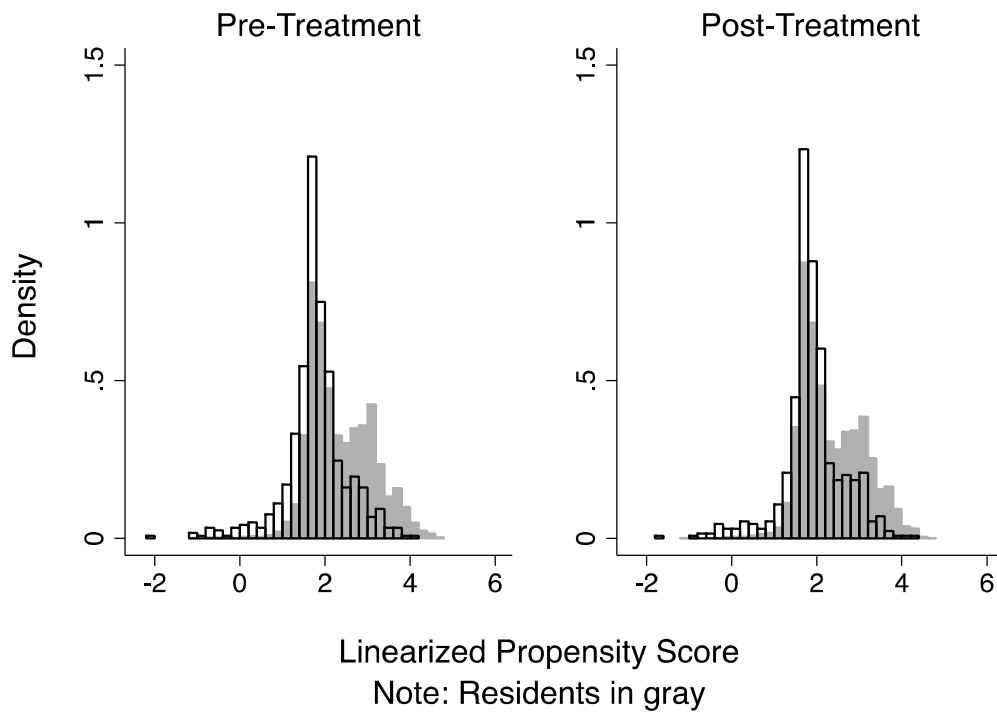 Pre-Treatment
Post-Treatment
Density
1.5
1
.5
0
-2 0 2 4 6
1.5
1
.5
0
-2 0 2 4 6
Linearized Propensity Score
Note: Residents in gray